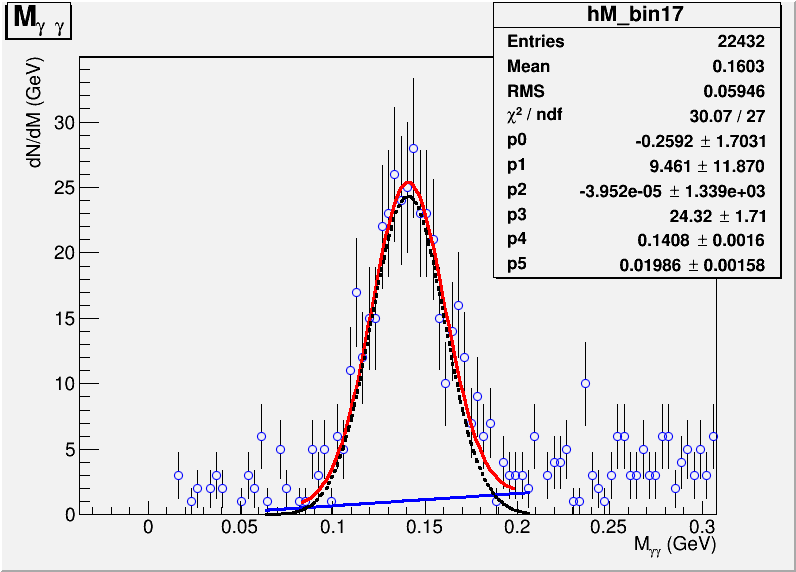 Mγ γ
hM_bin17
Entries 22432
Mean 0.1603
RMS 0.05946
χ² / ndf 30.07 / 27
p0 -0.2592 ± 1.7031
p1 9.461 ± 11.870
p2 -3.952e-05 ± 1.339e+03
p3 24.32 ± 1.71
p4 0.1408 ± 0.0016
p5 0.01986 ± 0.00158
dN/dM (GeV)
30
25
20
15
10
5
0
0 0.05 0.1 0.15 0.2 0.25 0.3
Mγγ (GeV)